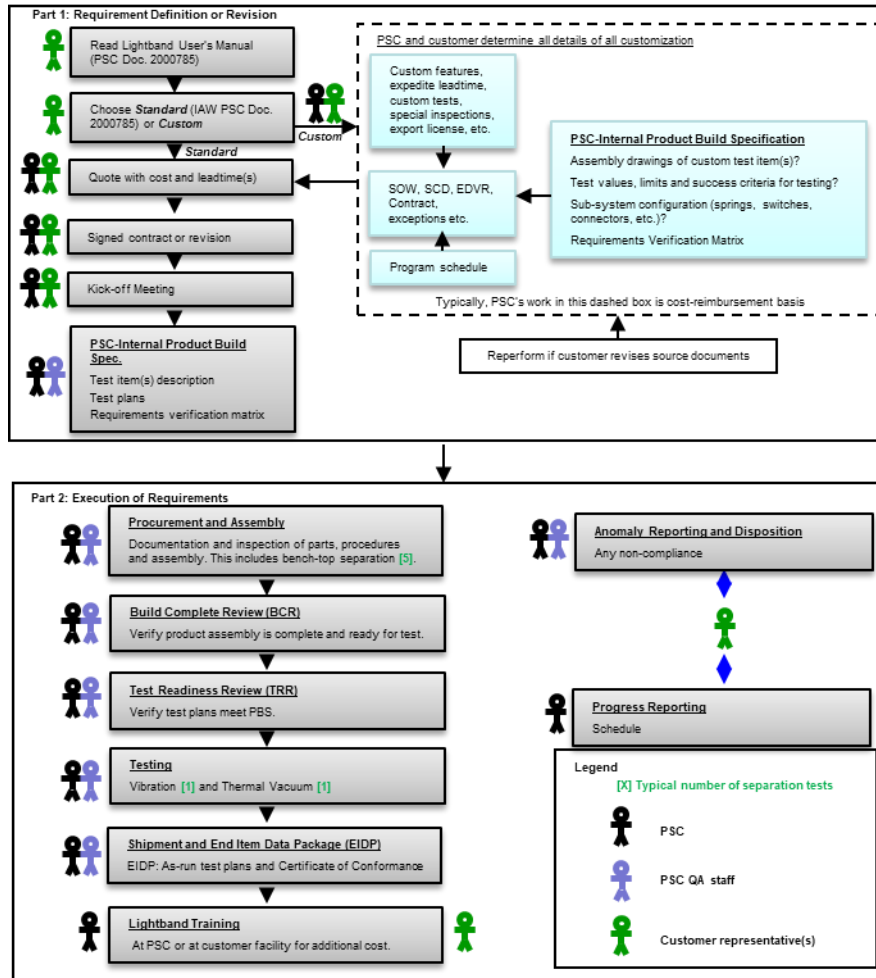 Part 1: Requirement Definition or Revision
Read Lightband User's Manual
(PSC Doc. 2000785)
Choose Standard (IAW PSC Doc.
2000785) or Custom
Custom
Standard
Quote with cost and leadtime(s)
Signed contract or revision
Kick-off Meeting
PSC-Internal Product Build
Spec.
Test item(s) description
Test plans
Requirements verification matrix
PSC and customer determine all details of all customization
Custom features,
expedite leadtime,
custom tests,
special inspections,
export license, etc.
SOW, SCD, EDVR,
Contract,
exceptions etc.
Program schedule
PSC-Internal Product Build Specification
Assembly drawings of custom test item(s)?
Test values, limits and success criteria for testing?
Sub-system configuration (springs, switches,
connectors, etc.)?
Requirements Verification Matrix
Typically, PSC's work in this dashed box is cost-reimbursement basis
Reperform if customer revises source documents
Part 2: Execution of Requirements
Procurement and Assembly
Documentation and inspection of parts, procedures
and assembly. This includes bench-top separation [5].
Build Complete Review (BCR)
Verify product assembly is complete and ready for test.
Test Readiness Review (TRR)
Verify test plans meet PBS.
Testing
Vibration [1] and Thermal Vacuum [1]
Shipment and End Item Data Package (EIDP)
EIDP: As-run test plans and Certificate of Conformance
Lightband Training
At PSC or at customer facility for additional cost.
Anomaly Reporting and Disposition
Any non-compliance
Progress Reporting
Schedule
Legend
[X] Typical number of separation tests
PSC
PSC QA staff
Customer representative(s)